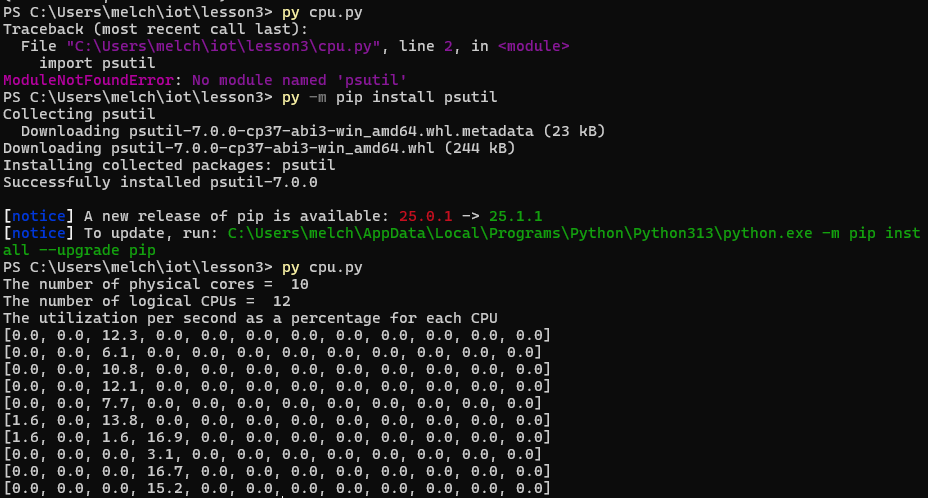 PS C:\Users\melch\iot\lesson3> py cpu.py
Traceback (most recent call last):
  File "C:\Users\melch\iot\lesson3\cpu.py", line 2, in <module>
    import psutil
ModuleNotFoundError: No module named 'psutil'
PS C:\Users\melch\iot\lesson3> py -m pip install psutil
Collecting psutil
  Downloading psutil-7.0.0-cp37-abi3-win_amd64.whl.metadata (23 kB)
Downloading psutil-7.0.0-cp37-abi3-win_amd64.whl (244 kB)
Installing collected packages: psutil
Successfully installed psutil-7.0.0

[notice] A new release of pip is available: 25.0.1 -> 25.1.1
[notice] To update, run: C:\Users\melch\AppData\Local\Programs\Python\Python313\python.exe -m pip inst
all --upgrade pip
PS C:\Users\melch\iot\lesson3> py cpu.py
The number of physical cores =  10
The number of logical CPUs =  12
The utilization per second as a percentage for each CPU
[0.0, 0.0, 12.3, 0.0, 0.0, 0.0, 0.0, 0.0, 0.0, 0.0, 0.0, 0.0]
[0.0, 0.0, 6.1, 0.0, 0.0, 0.0, 0.0, 0.0, 0.0, 0.0, 0.0, 0.0]
[0.0, 0.0, 10.8, 0.0, 0.0, 0.0, 0.0, 0.0, 0.0, 0.0, 0.0, 0.0]
[0.0, 0.0, 12.1, 0.0, 0.0, 0.0, 0.0, 0.0, 0.0, 0.0, 0.0, 0.0]
[0.0, 0.0, 7.7, 0.0, 0.0, 0.0, 0.0, 0.0, 0.0, 0.0, 0.0, 0.0]
[1.6, 0.0, 13.8, 0.0, 0.0, 0.0, 0.0, 0.0, 0.0, 0.0, 0.0, 0.0]
[1.6, 0.0, 1.6, 16.9, 0.0, 0.0, 0.0, 0.0, 0.0, 0.0, 0.0, 0.0]
[0.0, 0.0, 0.0, 3.1, 0.0, 0.0, 0.0, 0.0, 0.0, 0.0, 0.0, 0.0]
[0.0, 0.0, 0.0, 16.7, 0.0, 0.0, 0.0, 0.0, 0.0, 0.0, 0.0, 0.0]
[0.0, 0.0, 0.0, 15.2, 0.0, 0.0, 0.0, 0.0, 0.0, 0.0, 0.0, 0.0]